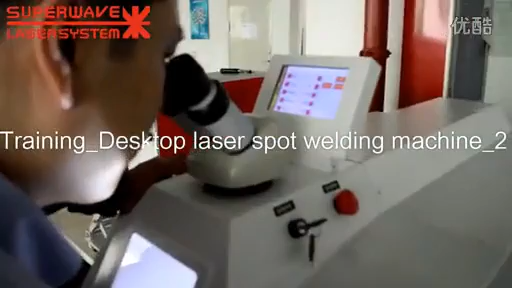 SUPERWAVE
LASER SYSTEM
优酷
Training_Desktop laser spot welding machine_2